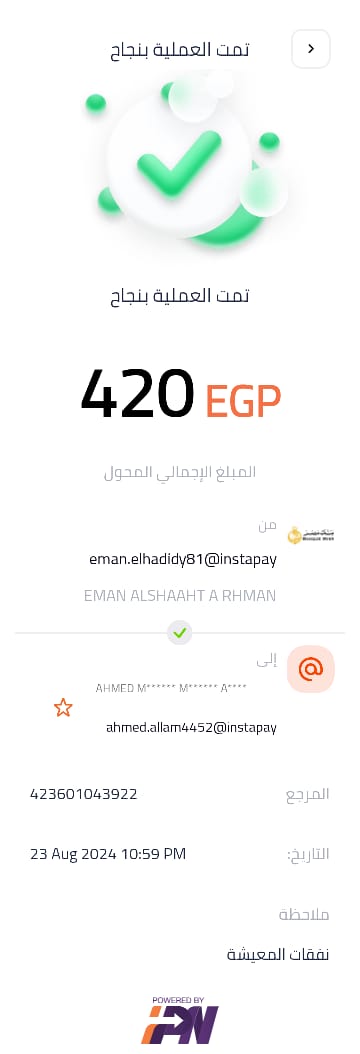 تمت العملية بنجاح
تمت العملية بنجاح
420 EGP
المبلغ الإجمالي المحول
من
eman.elhadidy81@instapay
EMAN ALSHAAHT A RHMAN
إلى
AHMED M****** M****** A****
ahmed.allam4452@instapay
المرجع 423601043922
التاريخ: 23 Aug 2024 10:59 PM
ملاحظة
نفقات المعيشة
POWERED BY
IPN